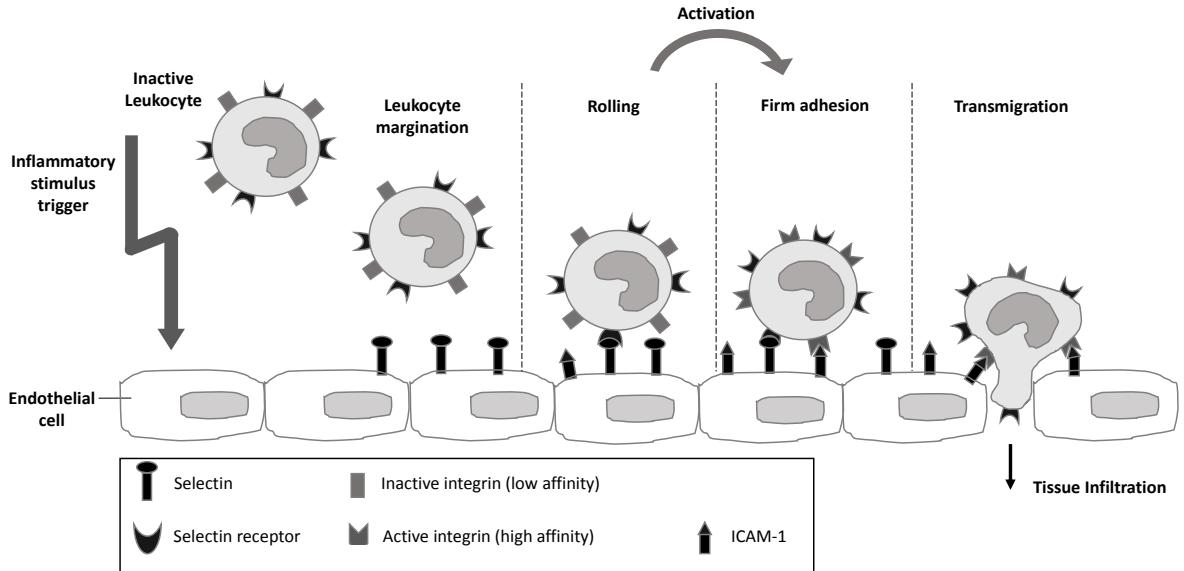 Activation
Inactive
Leukocyte
Leukocyte
margination
Rolling
Firm adhesion
Transmigration
Inflammatory
stimulus
trigger
Endothelial
cell
Selectin
Inactive integrin (low affinity)
Selectin receptor
Active integrin (high affinity)
ICAM-1
Tissue Infiltration